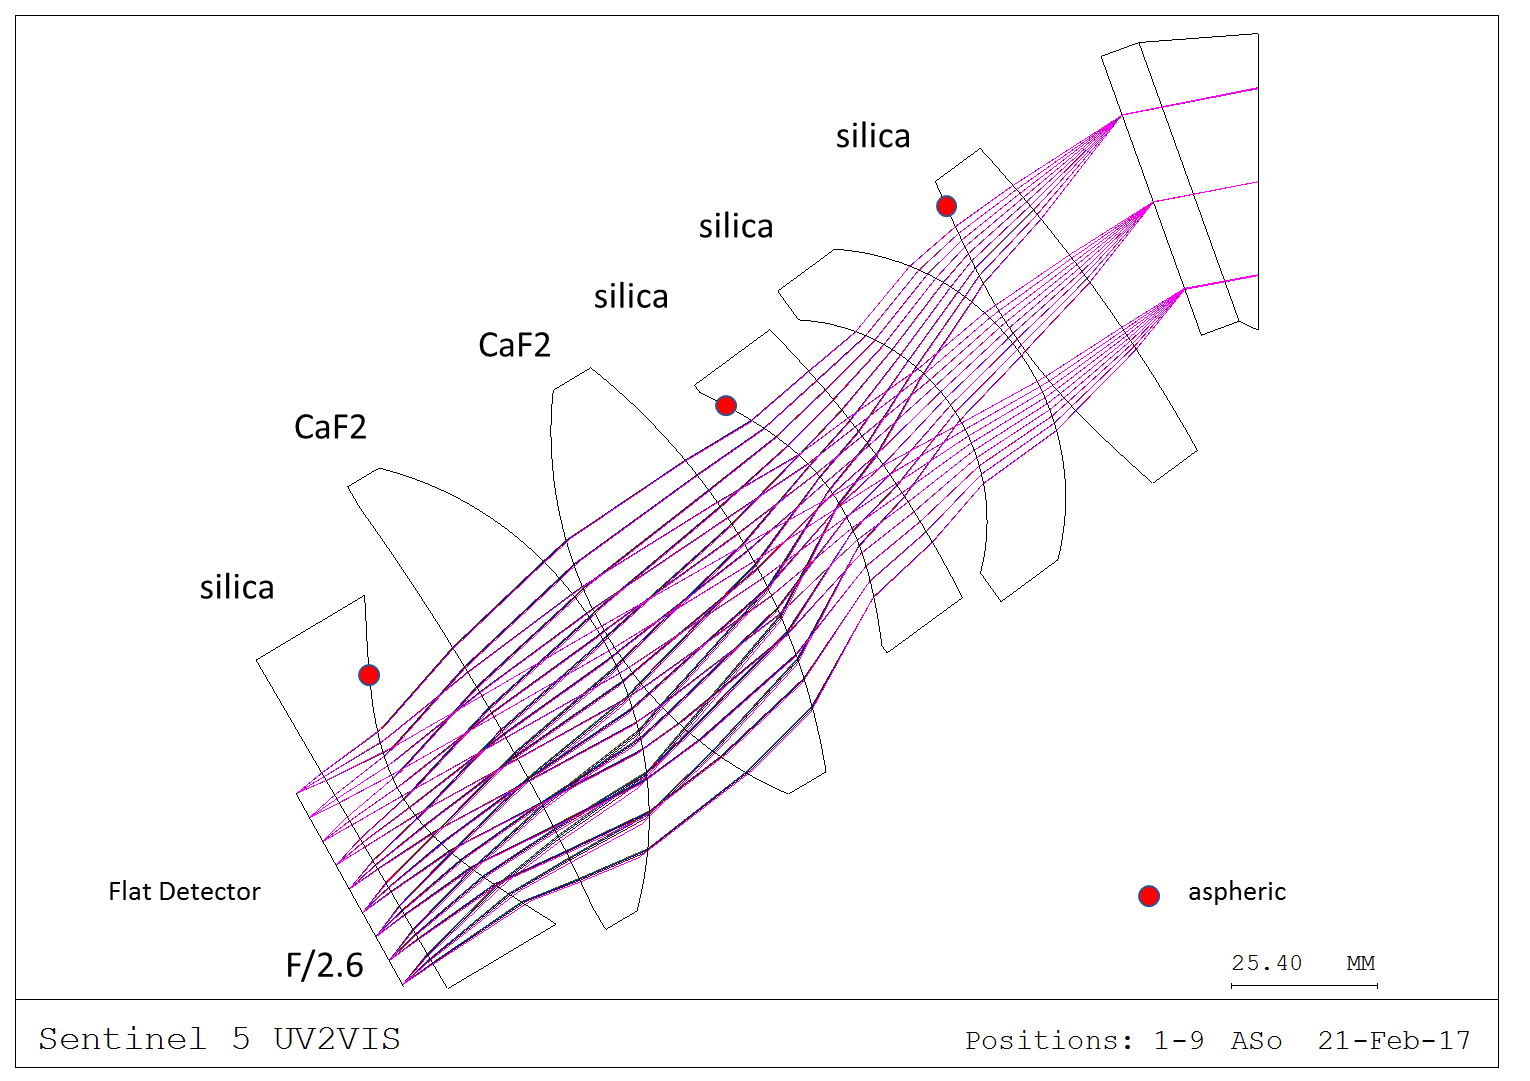 silica
silica
silica
CaF2
CaF2
silica
Flat Detector
aspheric
F/2.6
25.40 MM
Sentinel 5 UV2VIS
Positions: 1-9 ASo 21-Feb-17